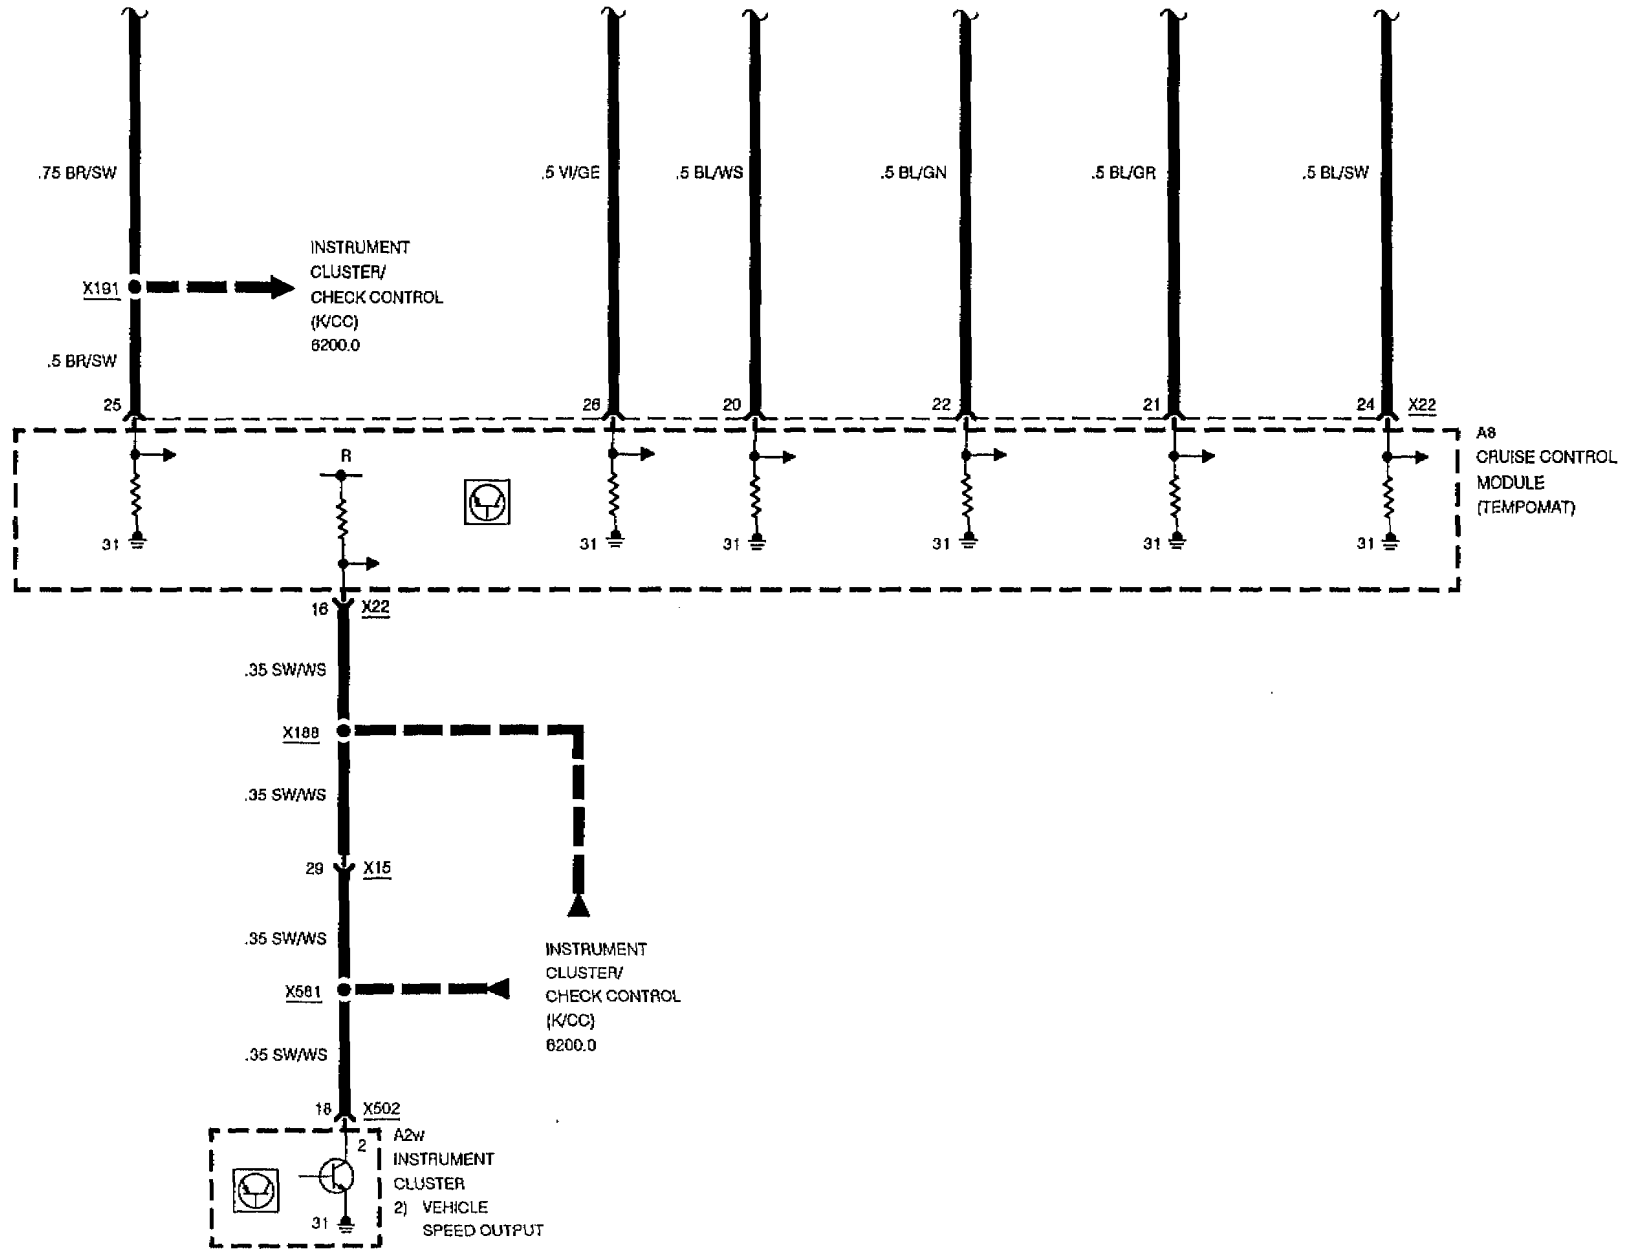 .75 BR/SW
.5 VI/GE
.5 BL/WS
.5 BL/GN
.5 BL/GR
.5 BL/SW
X191
INSTRUMENT
CLUSTER/
CHECK CONTROL
(K/CC)
6200.0
.5 BR/SW
25
26
20
22
21
24
X22
A8
CRUISE CONTROL
MODULE
(TEMPOMAT)
R
31
31
31
31
31
31
16
X22
.35 SW/WS
X188
.35 SW/WS
29
X15
.35 SW/WS
X581
INSTRUMENT
CLUSTER/
CHECK CONTROL
(K/CC)
6200.0
.35 SW/WS
18
X502
2
A2w
INSTRUMENT
CLUSTER
2) VEHICLE
SPEED OUTPUT
31